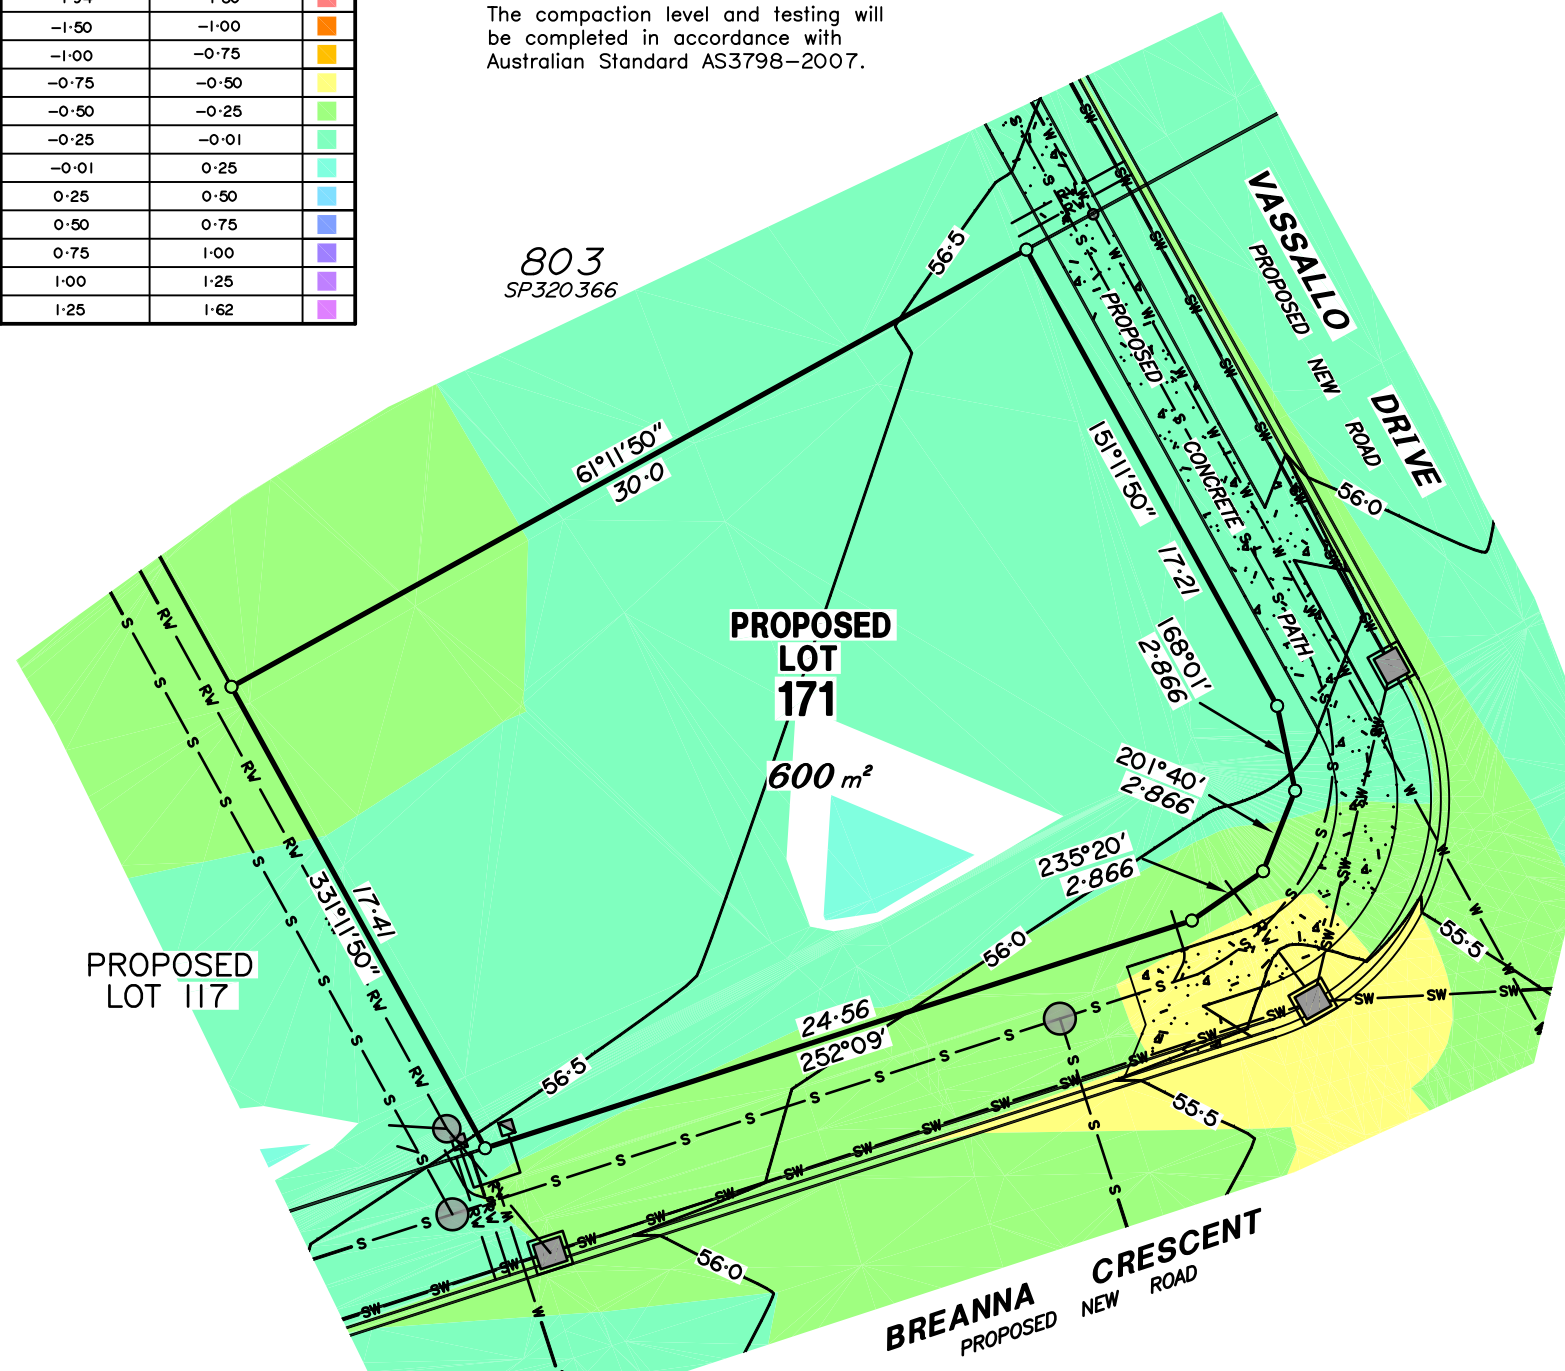 -1·50 -1·00
-1·00 -0·75
-0·75 -0·50
-0·50 -0·25
-0·25 -0·01
-0·01 0·25
0·25 0·50
0·50 0·75
0·75 1·00
1·00 1·25
1·25 1·62
The compaction level and testing will
be completed in accordance with
Australian Standard AS3798-2007.
803
SP320366
56·5
VASSALLO DRIVE
PROPOSED NEW ROAD
61°11'50"
30·0
PROPOSED CONCRETE PATH
151°11'50"
17·21
56·0
PROPOSED
LOT
171
600 m²
168°01'
2·866
201°40'
2·866
235°20'
2·866
331°11'50"
17·41
PROPOSED
LOT 117
56·0
55·5
24·56
252°09'
56·5
55·5
56·0
BREANNA CRESCENT
PROPOSED NEW ROAD
S
RW
W
SW